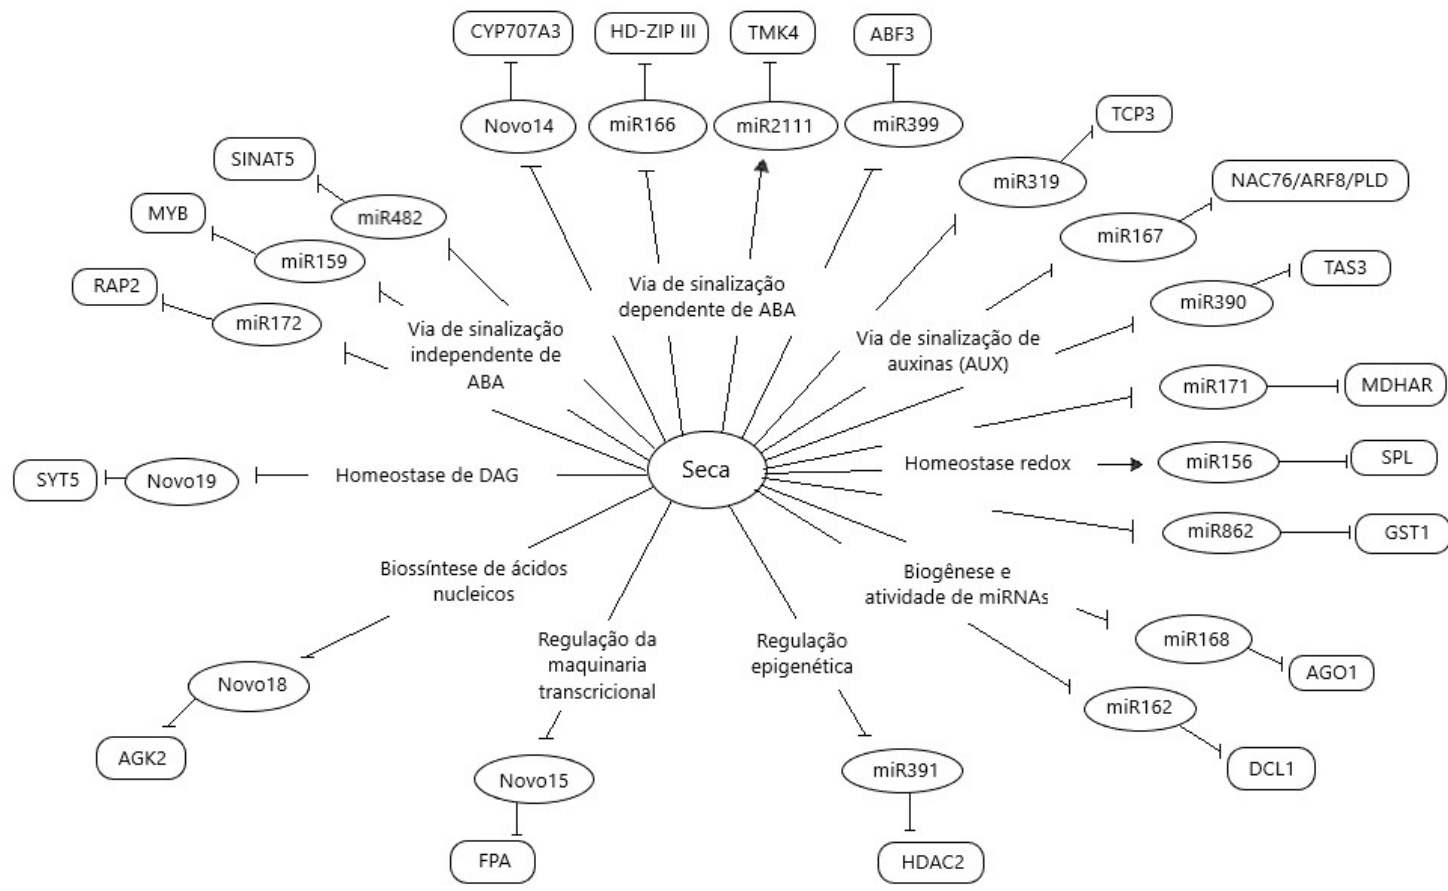 CYP707A3
HD-ZIP III
TMK4
ABF3
Novo14
miR166
miR2111
miR399
TCP3
miR319
SINAT5
miR482
NAC76/ARF8/PLD
miR167
MYB
miR159
TAS3
miR390
RAP2
miR172
Via de sinalização
dependente de ABA
Via de sinalização
independente de
ABA
Via de sinalização de
auxinas (AUX)
miR171
MDHAR
Seca
Homeostase redox
miR156
SPL
SYT5
Novo19
Homeostase de DAG
miR862
GST1
Biossíntese de ácidos
nucleicos
Biogênese e
atividade de miRNAs
Regulação da
maquinaria
transcricional
Regulação
epigenética
miR168
AGO1
Novo18
miR162
AGK2
DCL1
Novo15
miR391
FPA
HDAC2